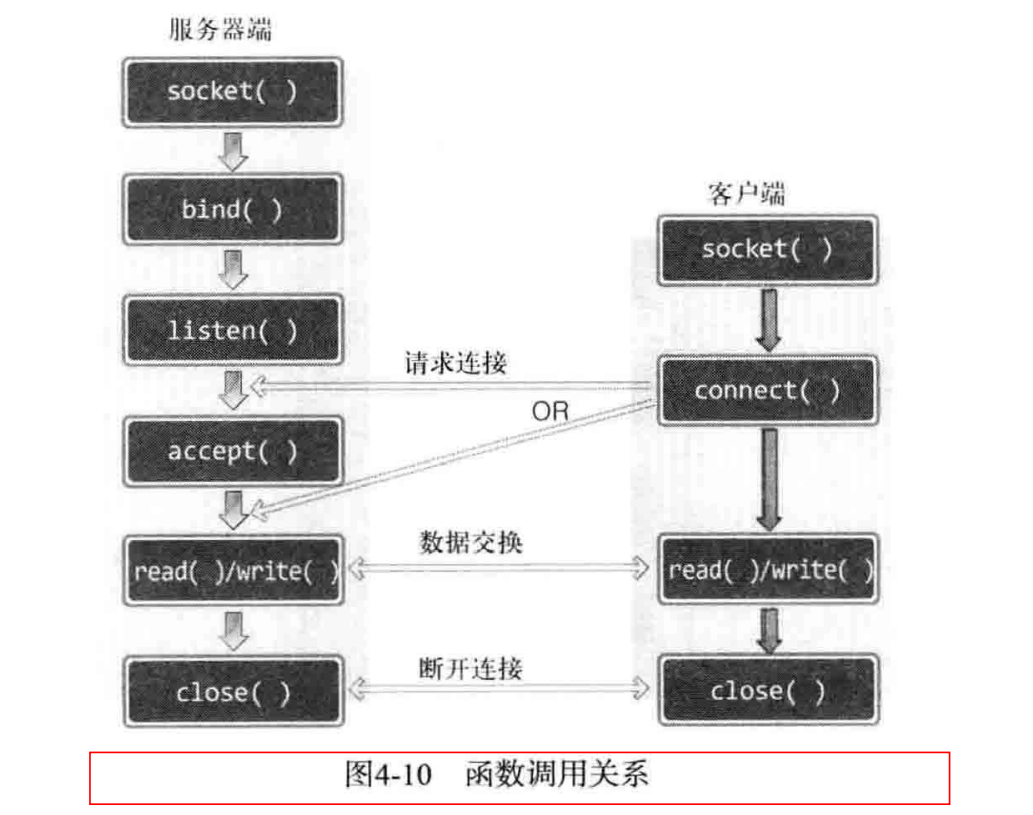 服务器端
socket( )
bind( )
listen( )
accept( )
read( )/write( )
close( )
请求连接
OR
数据交换
断开连接
客户端
socket( )
connect( )
read( )/write( )
close( )
图4-10 函数调用关系